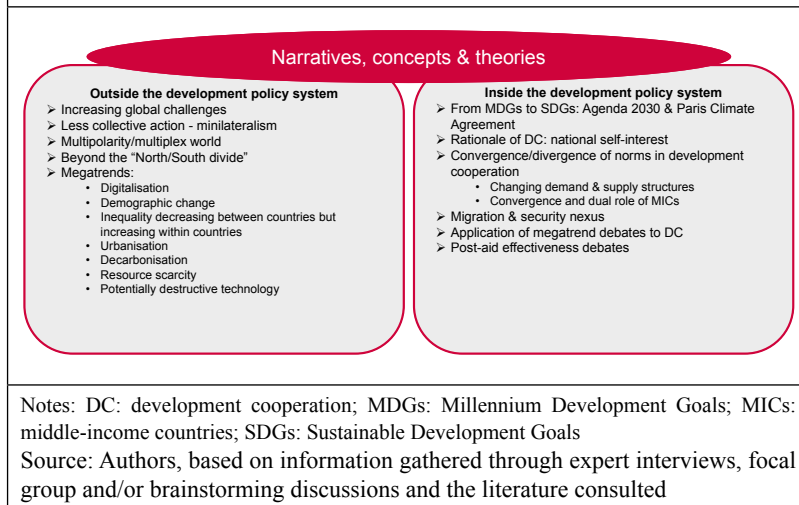 Narratives, concepts & theories
Outside the development policy system
➢ Increasing global challenges
➢ Less collective action - minilateralism
➢ Multipolarity/multiplex world
➢ Beyond the “North/South divide”
➢ Megatrends:
• Digitalisation
• Demographic change
• Inequality decreasing between countries but
increasing within countries
• Urbanisation
• Decarbonisation
• Resource scarcity
• Potentially destructive technology
Inside the development policy system
➢ From MDGs to SDGs: Agenda 2030 & Paris Climate
Agreement
➢ Rationale of DC: national self-interest
➢ Convergence/divergence of norms in development
cooperation
• Changing demand & supply structures
• Convergence and dual role of MICs
➢ Migration & security nexus
➢ Application of megatrend debates to DC
➢ Post-aid effectiveness debates
Notes: DC: development cooperation; MDGs: Millennium Development Goals; MICs:
middle-income countries; SDGs: Sustainable Development Goals
Source: Authors, based on information gathered through expert interviews, focal
group and/or brainstorming discussions and the literature consulted